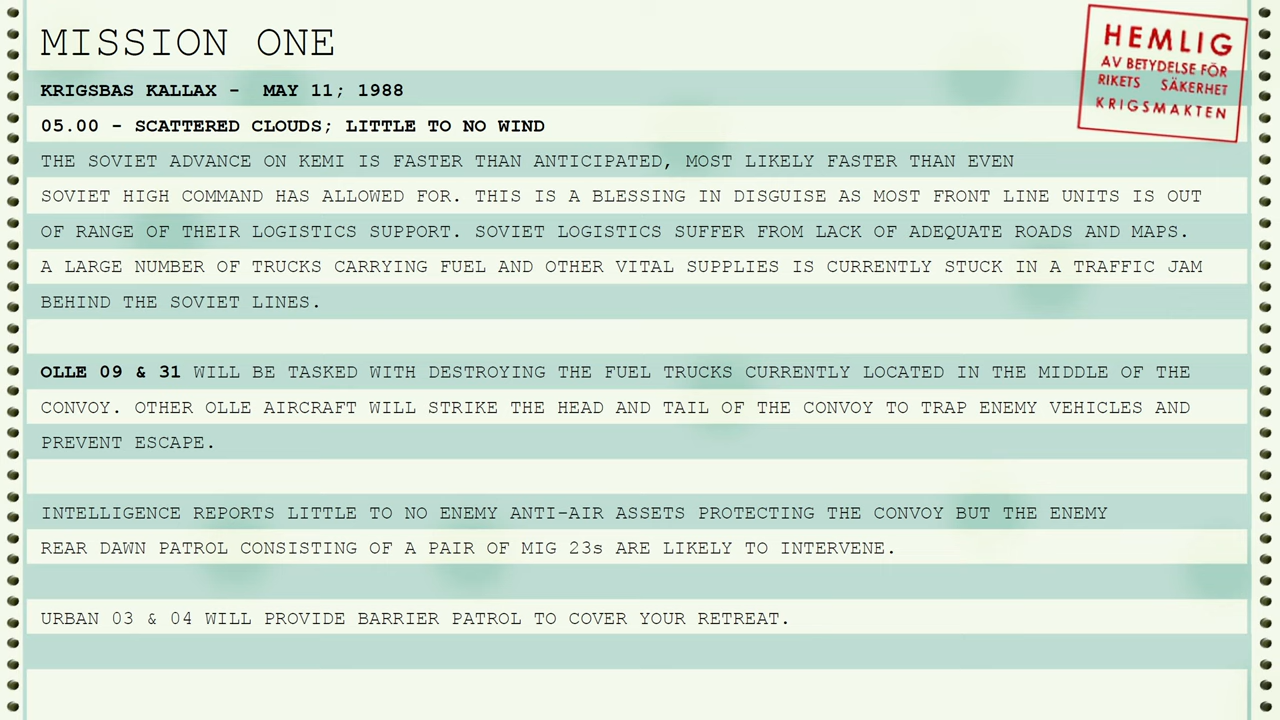 MISSION ONE
HEMLIG
AV BETYDELSE FÖR
RIKETS SÄKERHET
KRIGSMAKTEN
KRIGSBAS KALLAX - MAY 11; 1988
05.00 - SCATTERED CLOUDS; LITTLE TO NO WIND
THE SOVIET ADVANCE ON KEMI IS FASTER THAN ANTICIPATED, MOST LIKELY FASTER THAN EVEN
SOVIET HIGH COMMAND HAS ALLOWED FOR. THIS IS A BLESSING IN DISGUISE AS MOST FRONT LINE UNITS IS OUT
OF RANGE OF THEIR LOGISTICS SUPPORT. SOVIET LOGISTICS SUFFER FROM LACK OF ADEQUATE ROADS AND MAPS.
A LARGE NUMBER OF TRUCKS CARRYING FUEL AND OTHER VITAL SUPPLIES IS CURRENTLY STUCK IN A TRAFFIC JAM
BEHIND THE SOVIET LINES.
OLLE 09 & 31 WILL BE TASKED WITH DESTROYING THE FUEL TRUCKS CURRENTLY LOCATED IN THE MIDDLE OF THE
CONVOY. OTHER OLLE AIRCRAFT WILL STRIKE THE HEAD AND TAIL OF THE CONVOY TO TRAP ENEMY VEHICLES AND
PREVENT ESCAPE.
INTELLIGENCE REPORTS LITTLE TO NO ENEMY ANTI-AIR ASSETS PROTECTING THE CONVOY BUT THE ENEMY
REAR DAWN PATROL CONSISTING OF A PAIR OF MIG 23s ARE LIKELY TO INTERVENE.
URBAN 03 & 04 WILL PROVIDE BARRIER PATROL TO COVER YOUR RETREAT.